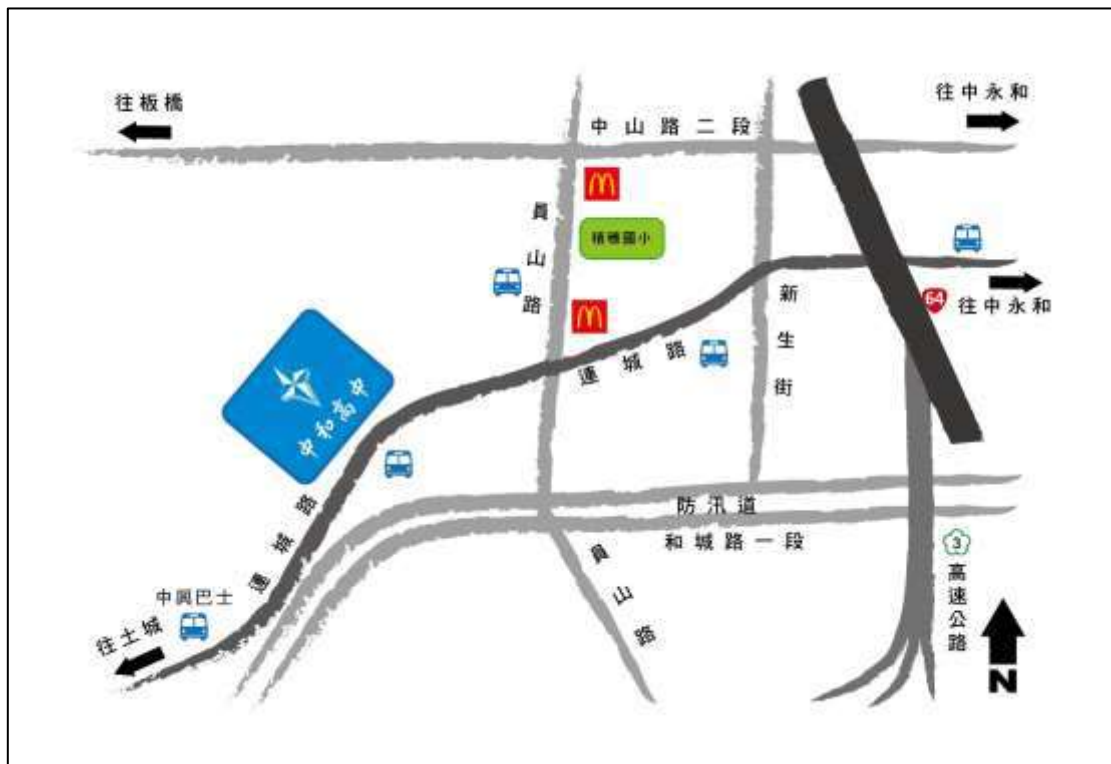 往板橋
往中永和
中山路二段
員山路
積穗國小
64
往中永和
新生街
連城路
中和高中
連城路
防汛道
和城路一段
員山路
3
高速公路
中興巴士
往土城
N